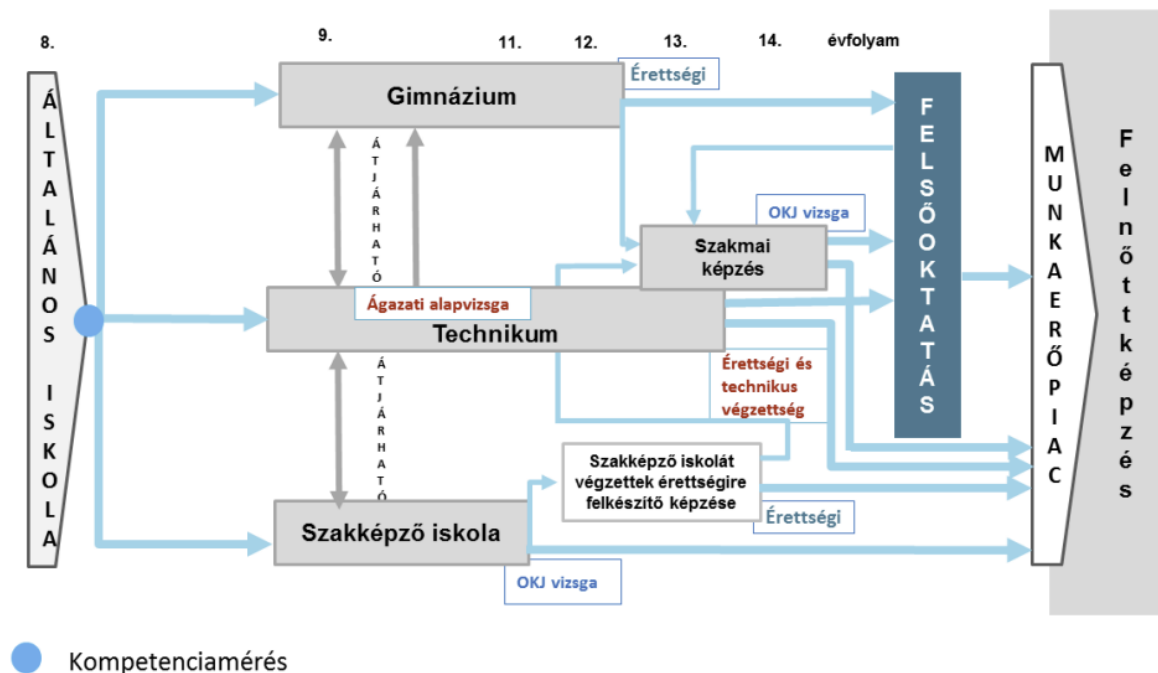 8.
9.
11.
12.
13.
14.
évfolyam
ÁLTALÁNOS ISKOLA
Gimnázium
Érettségi
ÁTJÁRHATÓ
OKJ vizsga
Szakmai
képzés
Ágazati alapvizsga
Technikum
Érettségi és
technikus
végzettség
ÁTJÁRHATÓ
Szakképző iskolát
végzettek érettségire
felkészítő képzése
Érettségi
Szakképző iskola
OKJ vizsga
FELSŐOKTATÁS
MUNKAERŐPIAC
Felnőttképzés
Kompetenciamérés